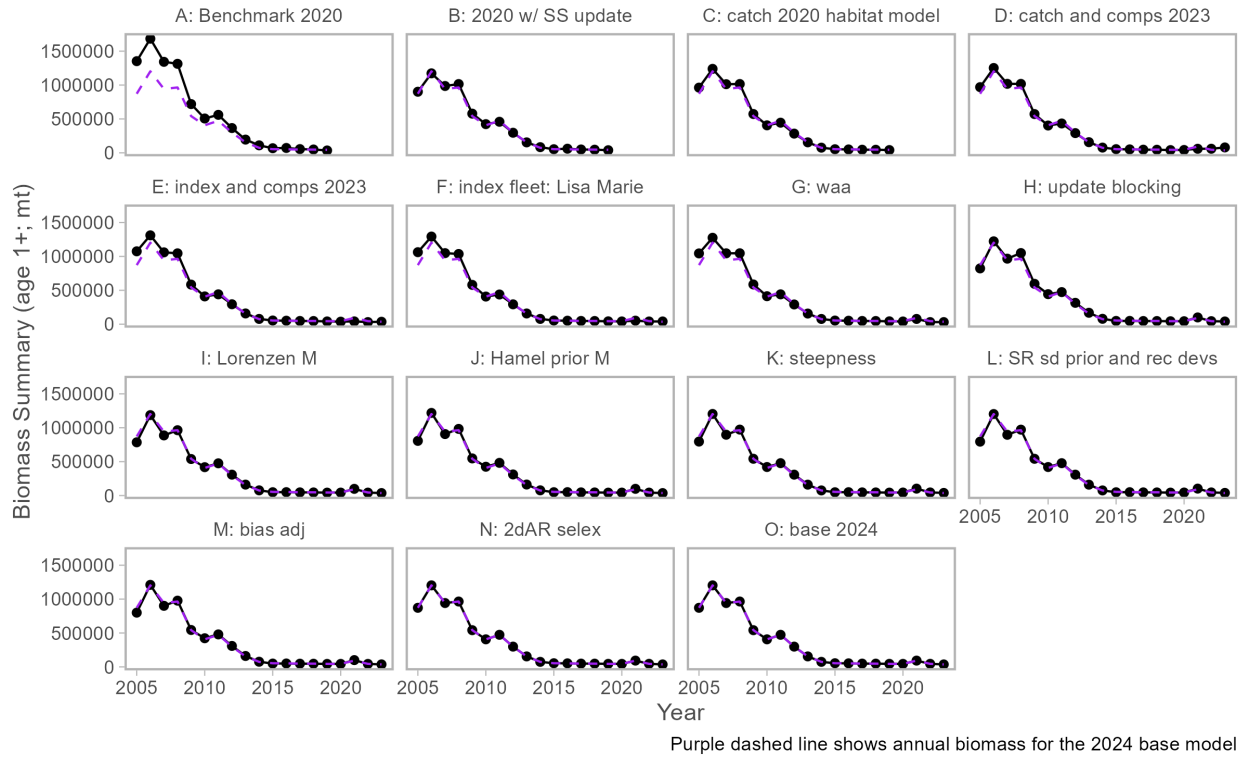 A: Benchmark 2020
B: 2020 w/ SS update
C: catch 2020 habitat model
D: catch and comps 2023
1500000
1000000
500000
0
E: index and comps 2023
F: index fleet: Lisa Marie
G: waa
H: update blocking
1500000
1000000
500000
0
Biomass Summary (age 1+; mt)
I: Lorenzen M
J: Hamel prior M
K: steepness
L: SR sd prior and rec devs
1500000
1000000
500000
0
2005 2010 2015 2020
M: bias adj
N: 2dAR selex
O: base 2024
1500000
1000000
500000
0
2005 2010 2015 2020
2005 2010 2015 2020
2005 2010 2015 2020
Year
Purple dashed line shows annual biomass for the 2024 base model